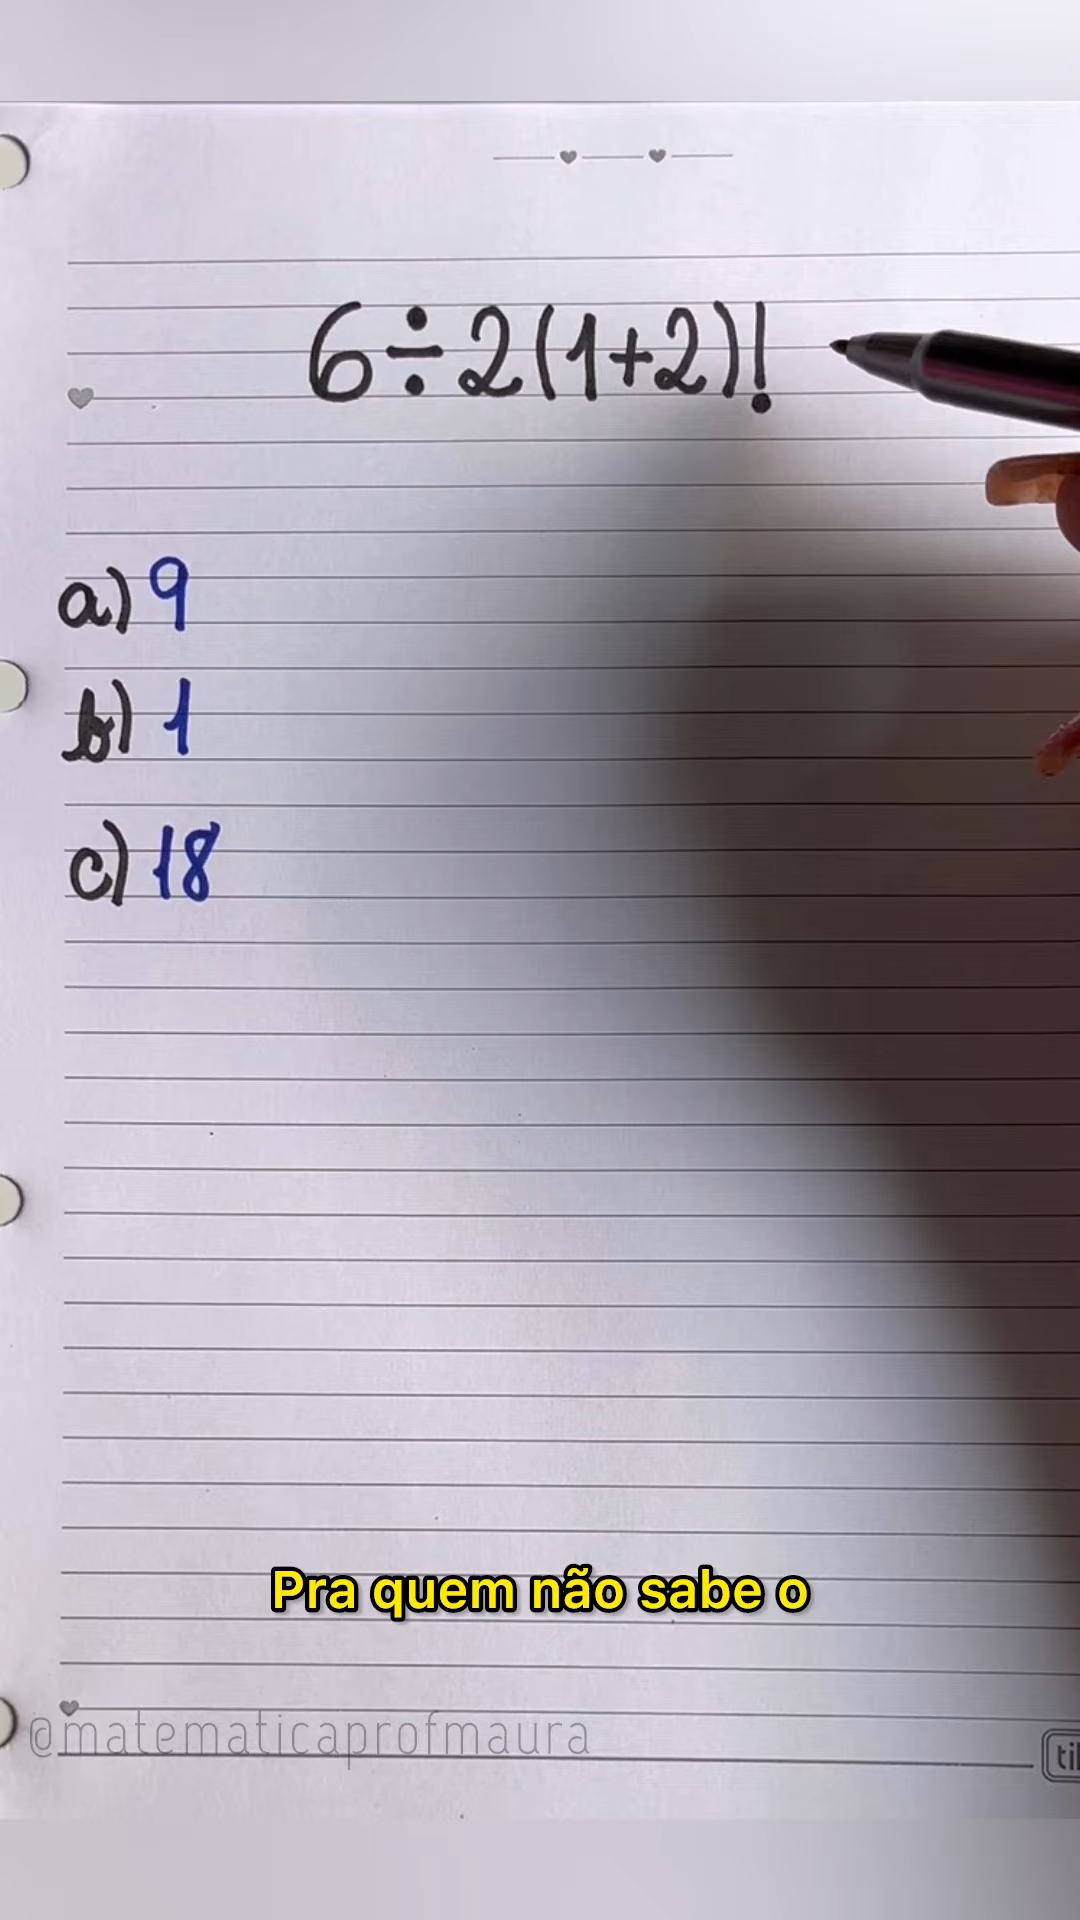 6÷2(1+2)!
a) 9
b) 1
c) 18
Pra quem não sabe o
@matematicaprofmaura